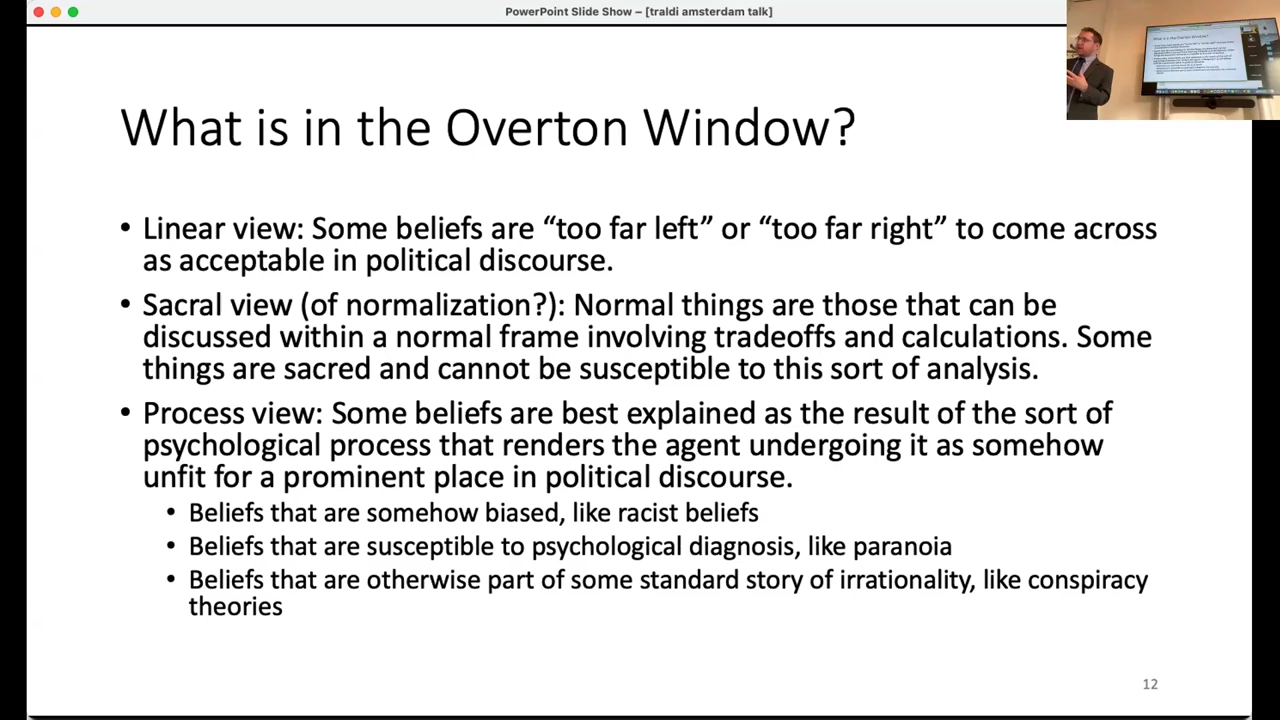 PowerPoint Slide Show – [traldi amsterdam talk]
What is in the Overton Window?
• Linear view: Some beliefs are “too far left” or “too far right” to come across
as acceptable in political discourse.
• Sacral view (of normalization?): Normal things are those that can be
discussed within a normal frame involving tradeoffs and calculations. Some
things are sacred and cannot be susceptible to this sort of analysis.
• Process view: Some beliefs are best explained as the result of the sort of
psychological process that renders the agent undergoing it as somehow
unfit for a prominent place in political discourse.
• Beliefs that are somehow biased, like racist beliefs
• Beliefs that are susceptible to psychological diagnosis, like paranoia
• Beliefs that are otherwise part of some standard story of irrationality, like conspiracy
theories
12